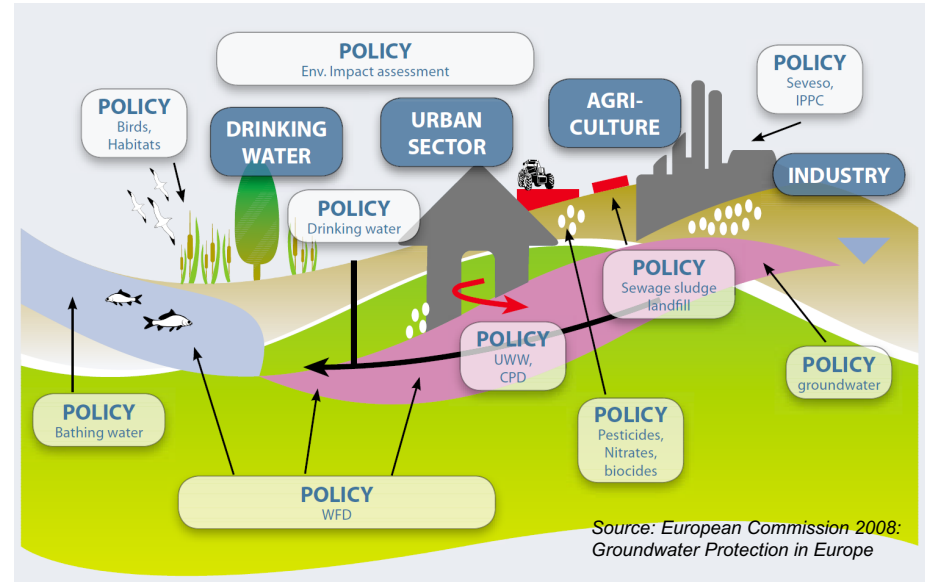 POLICY
Env. Impact assessment
POLICY
Seveso,
IPPC
POLICY
Birds,
Habitats
DRINKING
WATER
URBAN
SECTOR
AGRI-
CULTURE
INDUSTRY
POLICY
Drinking water
POLICY
Sewage sludge
landfill
POLICY
UWW,
CPD
POLICY
groundwater
POLICY
Bathing water
POLICY
Pesticides,
Nitrates,
biocides
POLICY
WFD
Source: European Commission 2008:
Groundwater Protection in Europe